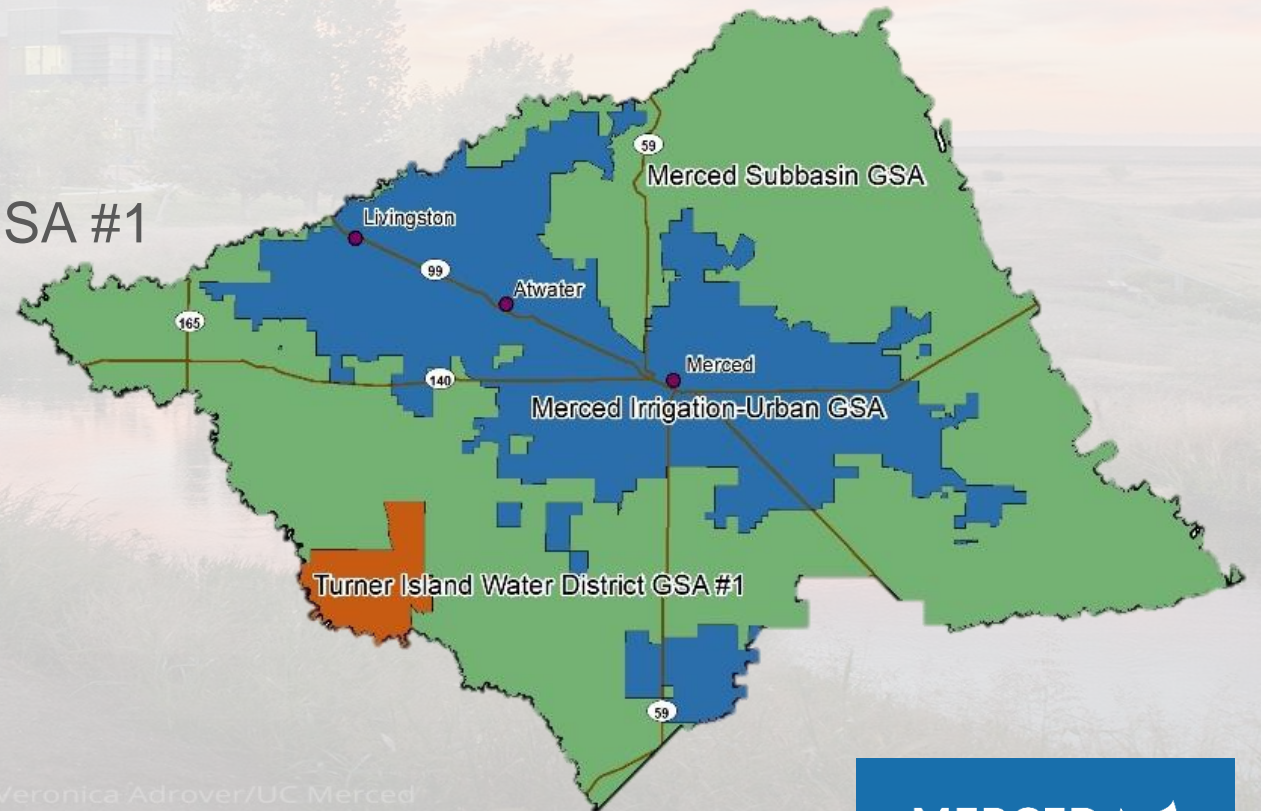 59
Merced Subbasin GSA
SA #1
Livingston
99
Atwater
165
Merced
140
Merced Irrigation-Urban GSA
Turner Island Water District GSA #1
59
Veronica Adrover/UC Merced